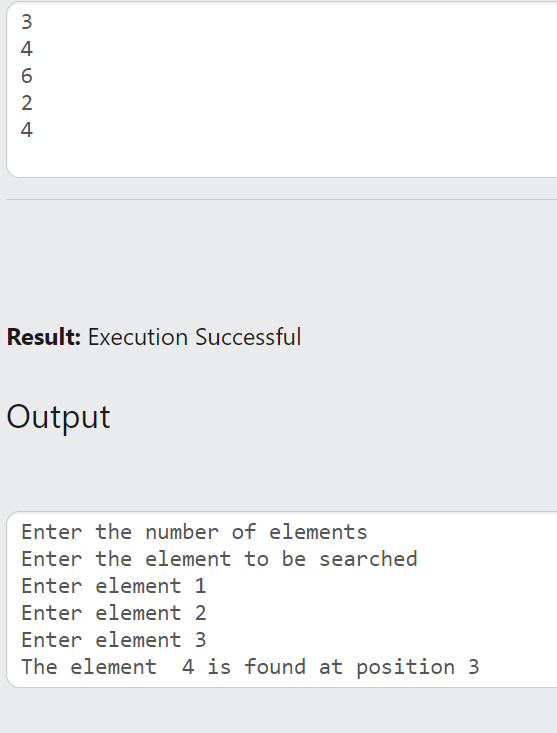 3
4
6
2
4
Result: Execution Successful
Output
Enter the number of elements
Enter the element to be searched
Enter element 1
Enter element 2
Enter element 3
The element  4 is found at position 3